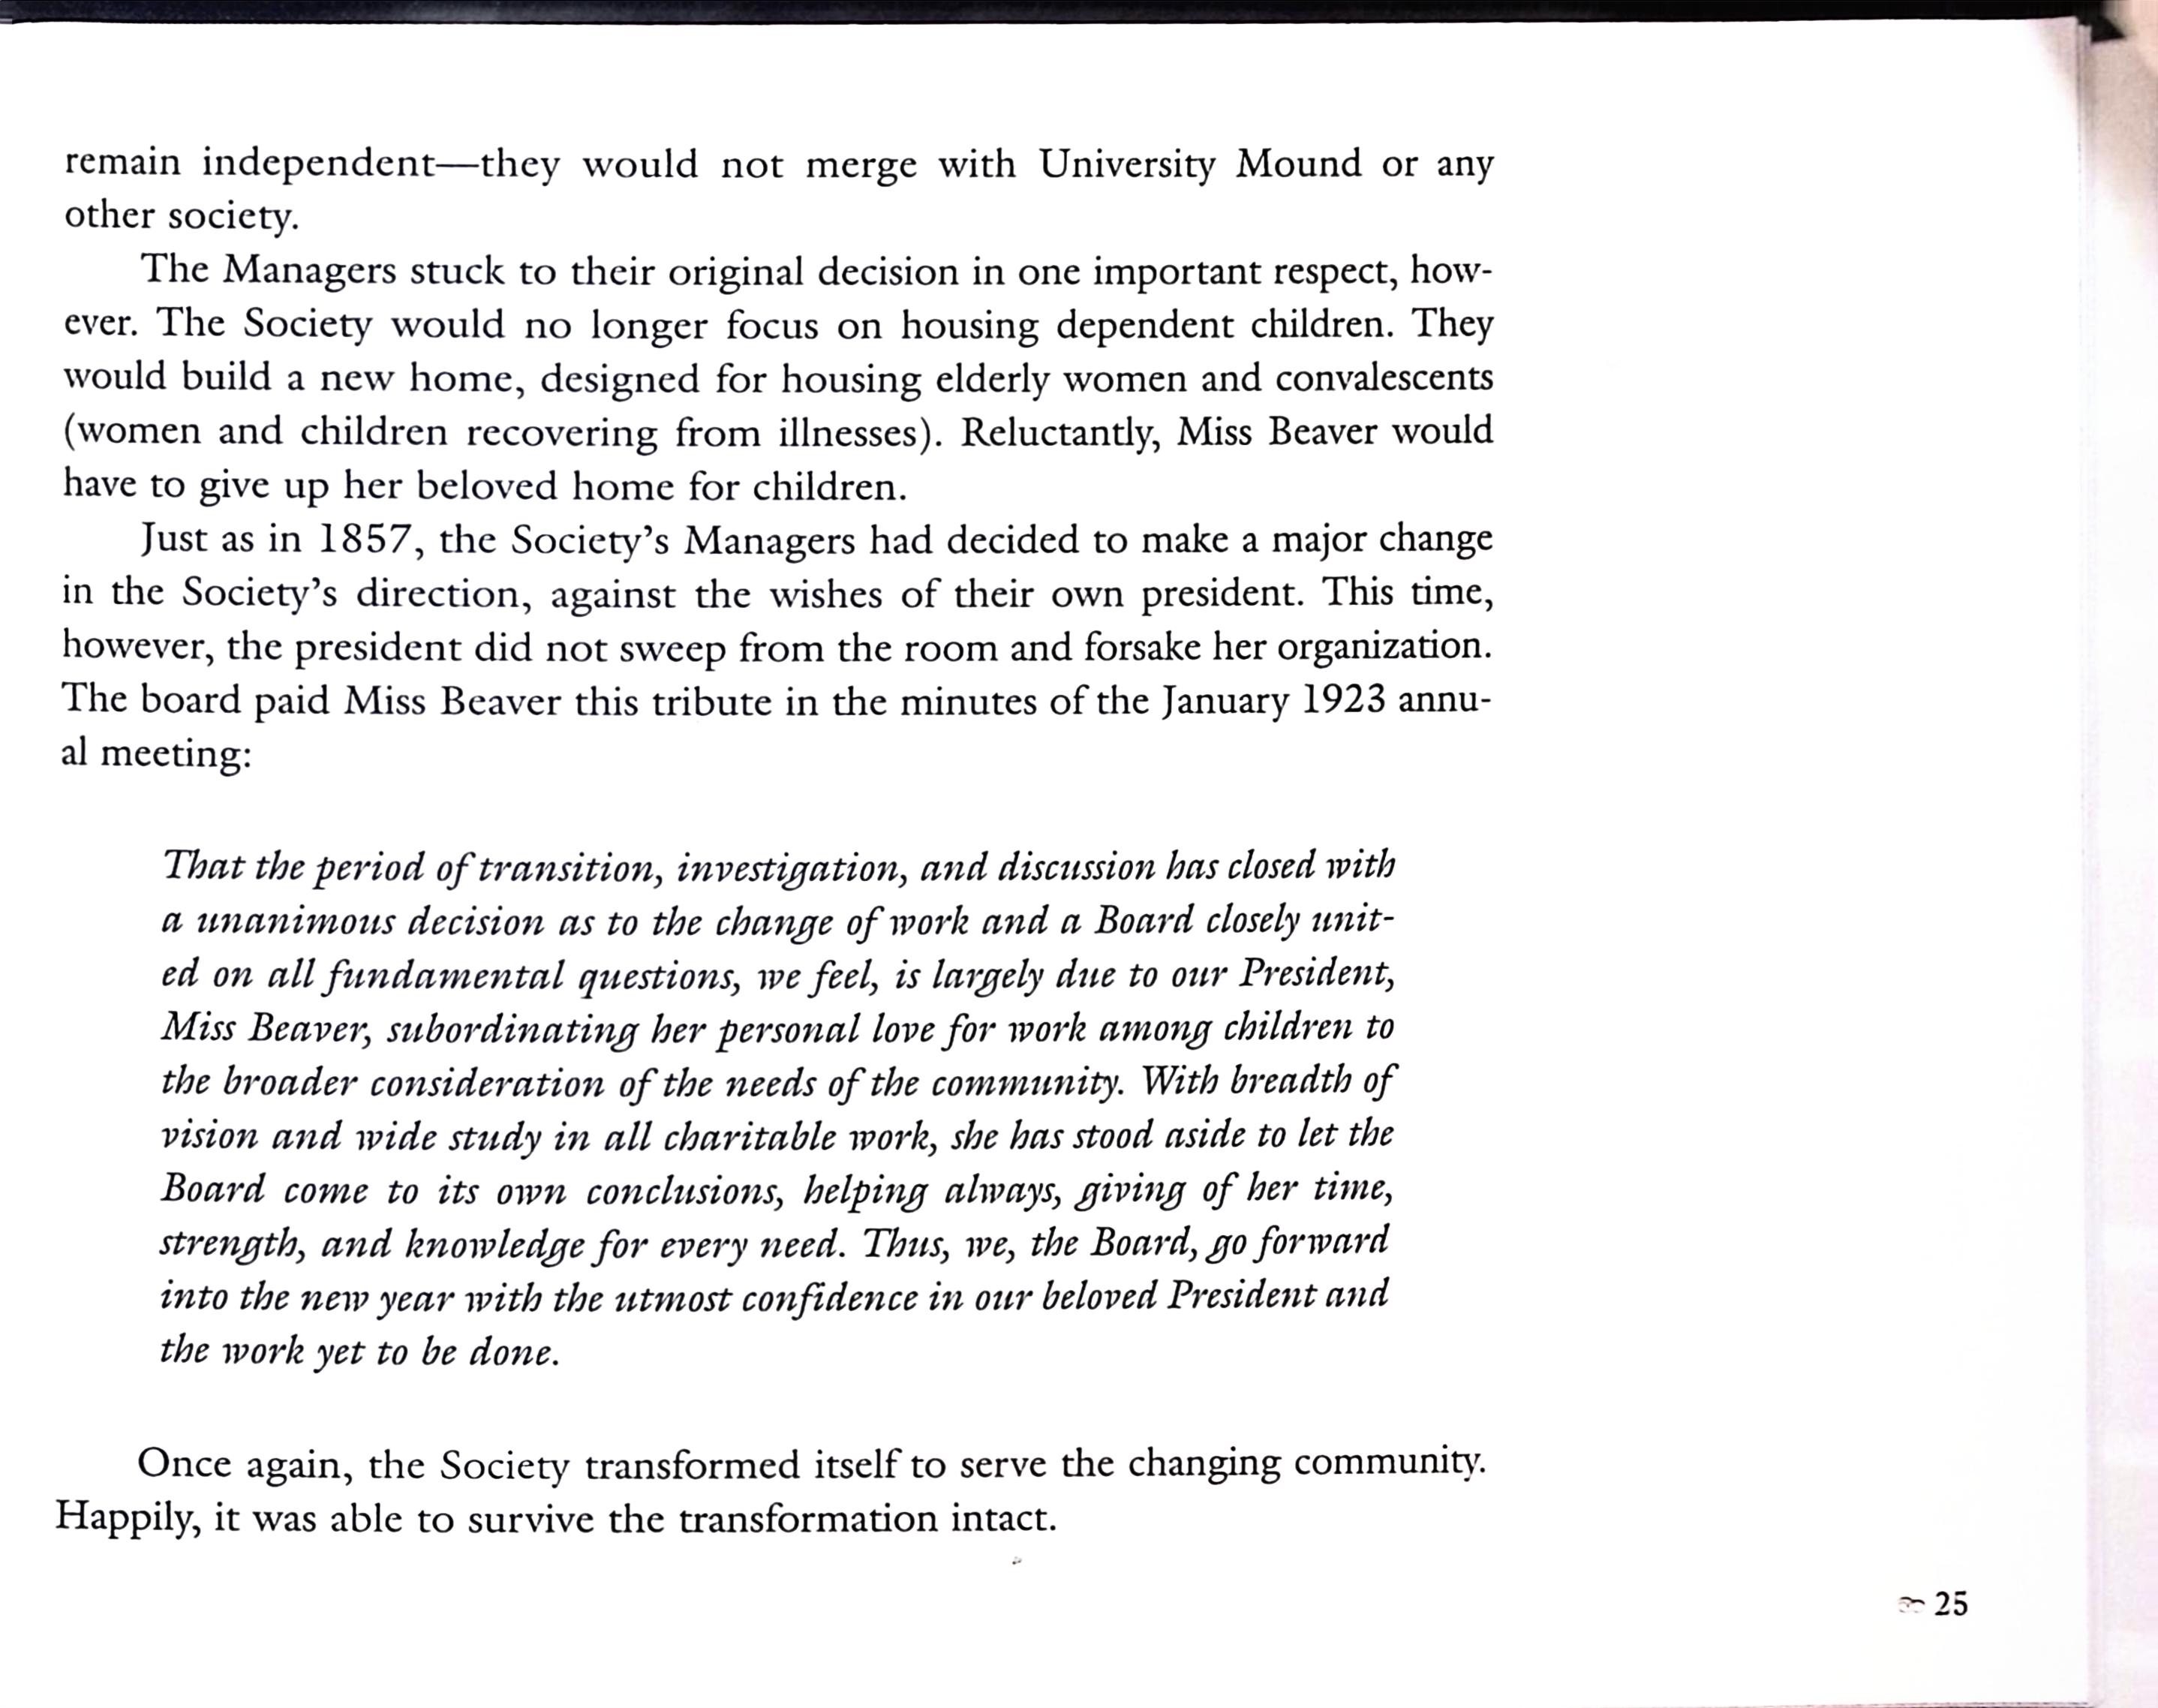 remain independent—they would not merge with University Mound or any
other society.
The Managers stuck to their original decision in one important respect, how-
ever. The Society would no longer focus on housing dependent children. They
would build a new home, designed for housing elderly women and convalescents
(women and children recovering from illnesses). Reluctantly, Miss Beaver would
have to give up her beloved home for children.
Just as in 1857, the Society’s Managers had decided to make a major change
in the Society’s direction, against the wishes of their own president. This time,
however, the president did not sweep from the room and forsake her organization.
The board paid Miss Beaver this tribute in the minutes of the January 1923 annu-
al meeting:
That the period of transition, investigation, and discussion has closed with
a unanimous decision as to the change of work and a Board closely unit-
ed on all fundamental questions, we feel, is largely due to our President,
Miss Beaver, subordinating her personal love for work among children to
the broader consideration of the needs of the community. With breadth of
vision and wide study in all charitable work, she has stood aside to let the
Board come to its own conclusions, helping always, giving of her time,
strength, and knowledge for every need. Thus, we, the Board, go forward
into the new year with the utmost confidence in our beloved President and
the work yet to be done.
Once again, the Society transformed itself to serve the changing community.
Happily, it was able to survive the transformation intact.
25